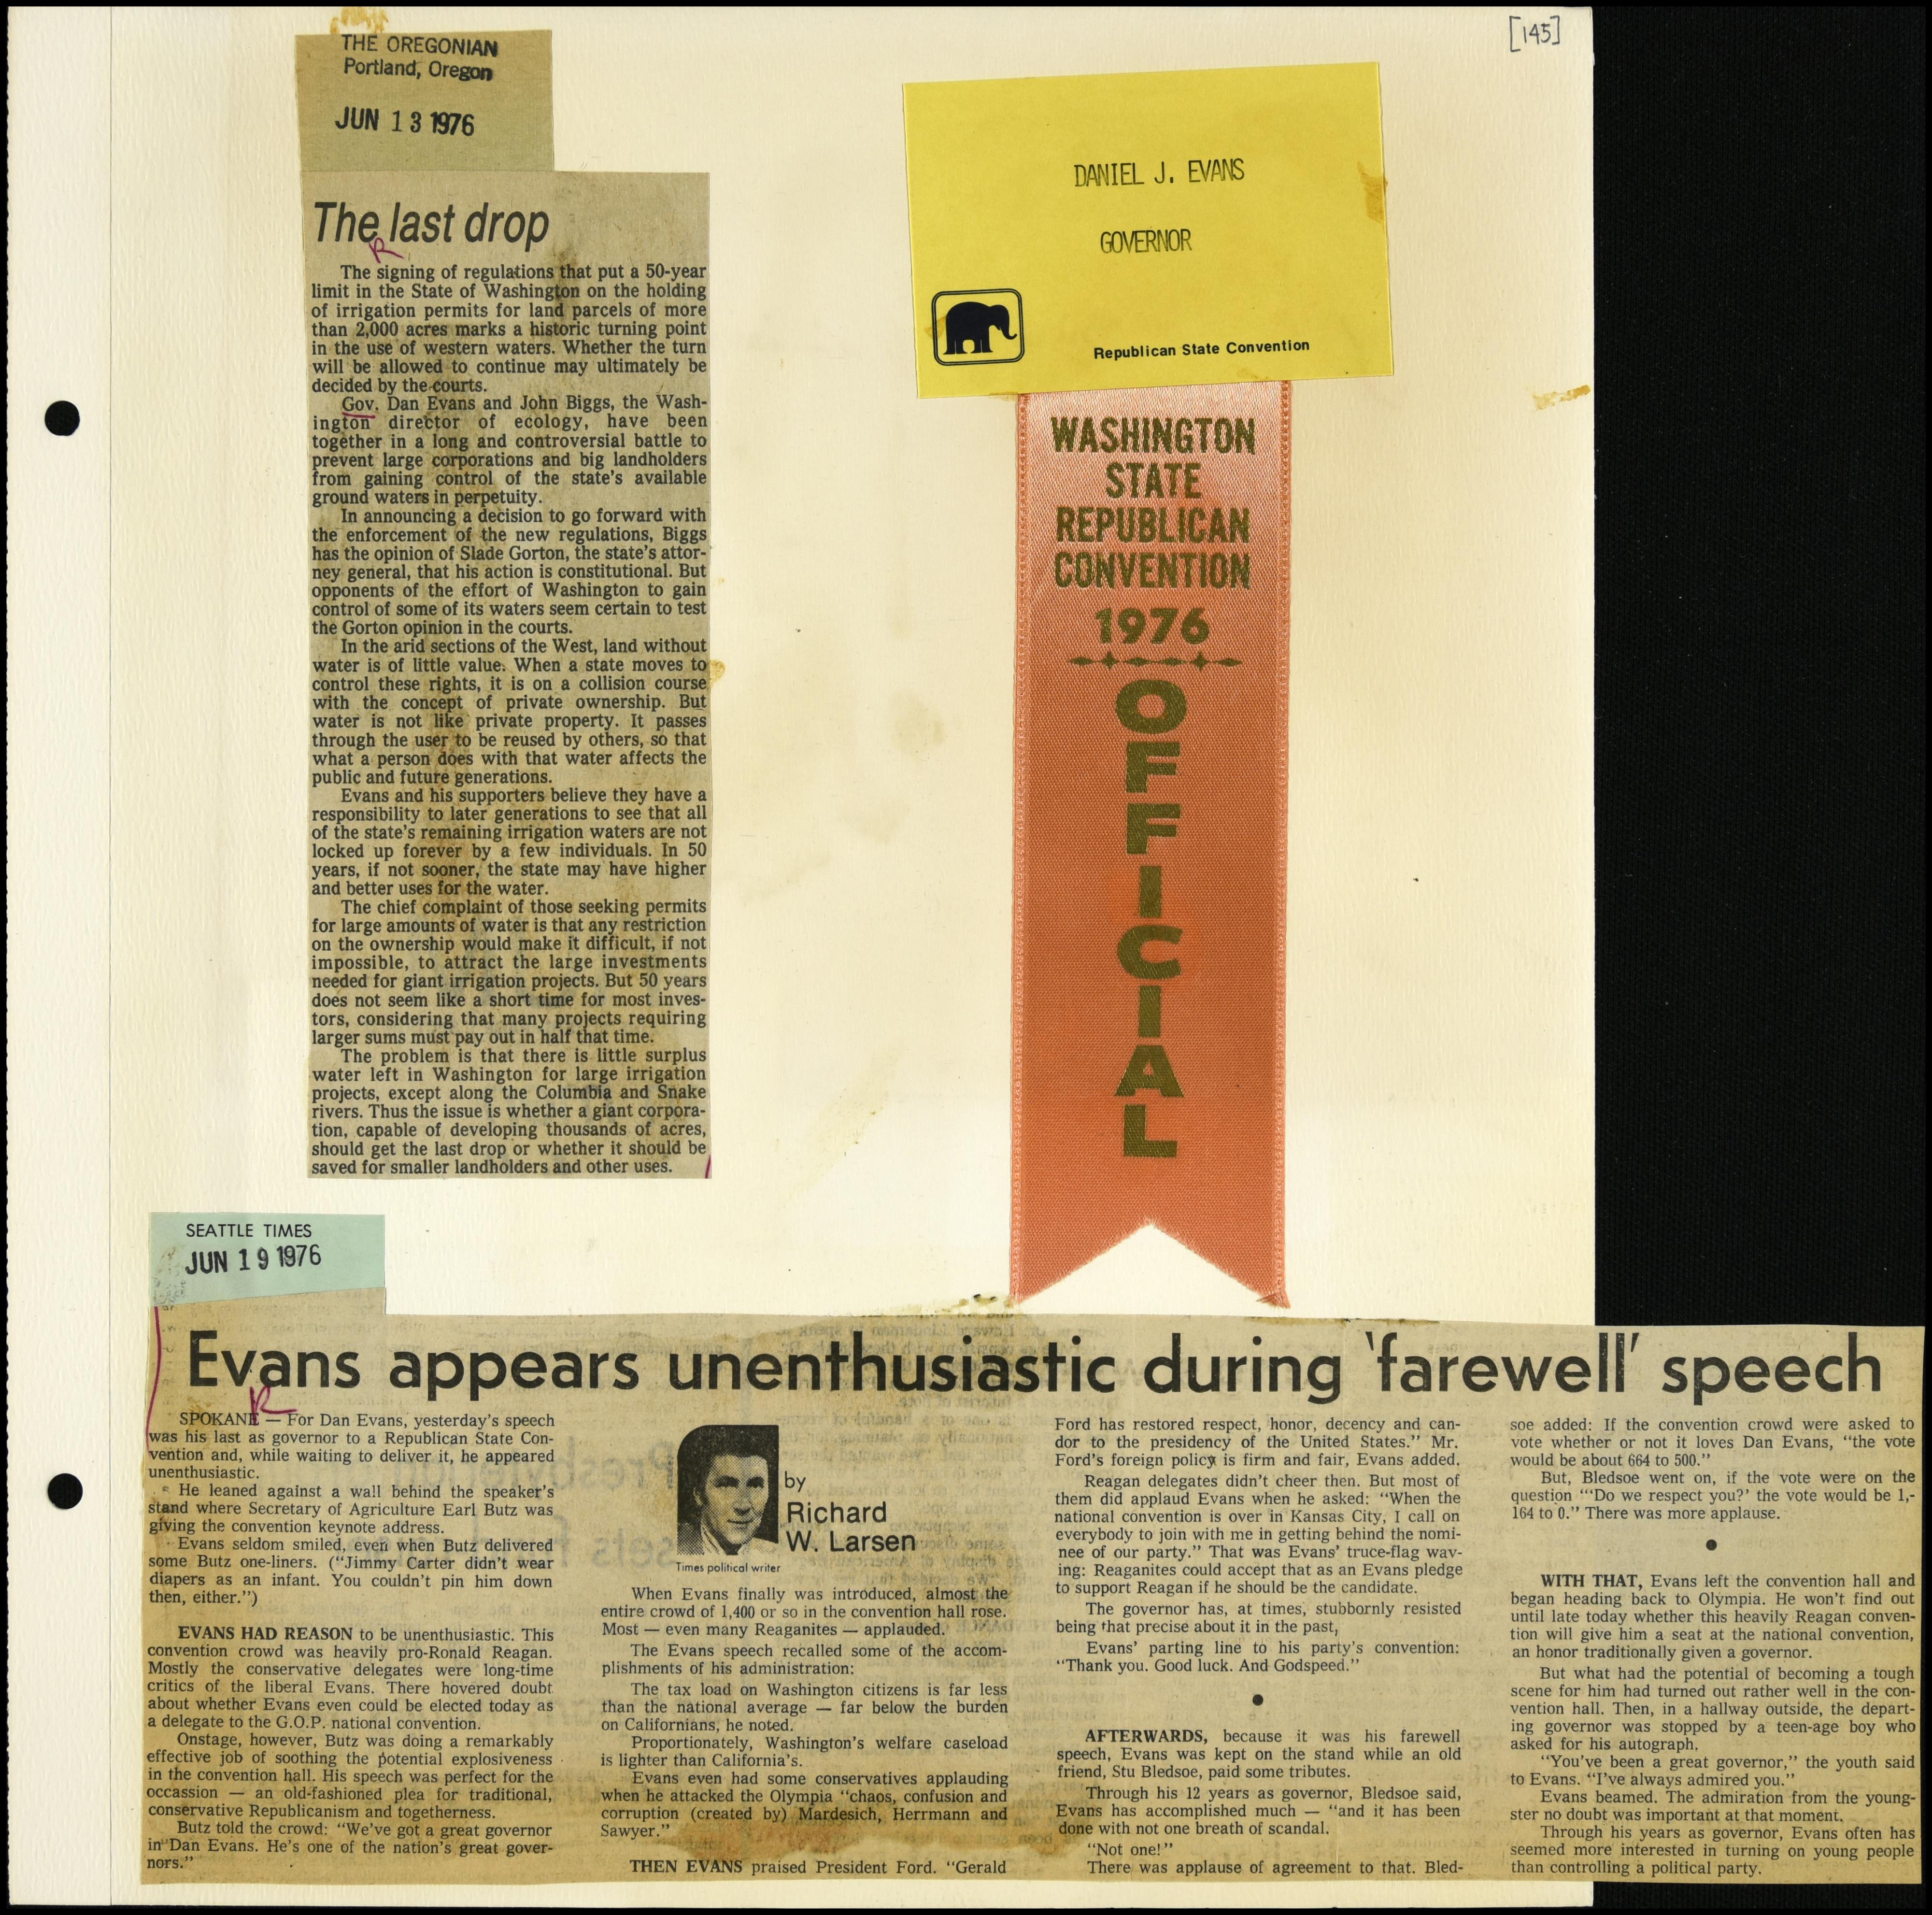 [145]
THE OREGONIAN
Portland, Oregon
JUN 13 1976
The last drop
R
The signing of regulations that put a 50-year
limit in the State of Washington on the holding
of irrigation permits for land parcels of more
than 2,000 acres marks a historic turning point
in the use of western waters. Whether the turn
will be allowed to continue may ultimately be
decided by the courts.
Gov. Dan Evans and John Biggs, the Wash-
ington director of ecology, have been
together in a long and controversial battle to
prevent large corporations and big landholders
from gaining control of the state's available
ground waters in perpetuity.
In announcing a decision to go forward with
the enforcement of the new regulations, Biggs
has the opinion of Slade Gorton, the state's attor-
ney general, that his action is constitutional. But
opponents of the effort of Washington to gain
control of some of its waters seem certain to test
the Gorton opinion in the courts.
In the arid sections of the West, land without
water is of little value. When a state moves to
control these rights, it is on a collision course
with the concept of private ownership. But
water is not like private property. It passes
through the user to be reused by others, so that
what a person does with that water affects the
public and future generations.
Evans and his supporters believe they have a
responsibility to later generations to see that all
of the state's remaining irrigation waters are not
locked up forever by a few individuals. In 50
years, if not sooner, the state may have higher
and better uses for the water.
The chief complaint of those seeking permits
for large amounts of water is that any restriction
on the ownership would make it difficult, if not
impossible, to attract the large investments
needed for giant irrigation projects. But 50 years
does not seem like a short time for most inves-
tors, considering that many projects requiring
larger sums must pay out in half that time.
The problem is that there is little surplus
water left in Washington for large irrigation
projects, except along the Columbia and Snake
rivers. Thus the issue is whether a giant corpora-
tion, capable of developing thousands of acres,
should get the last drop or whether it should be
saved for smaller landholders and other uses.
DANIEL J. EVANS
GOVERNOR
Republican State Convention
WASHINGTON
STATE
REPUBLICAN
CONVENTION
1976
OFFICIAL
SEATTLE TIMES
JUN 19 1976
Evans appears unenthusiastic during 'farewell' speech
R
SPOKANE — For Dan Evans, yesterday's speech
was his last as governor to a Republican State Con-
vention and, while waiting to deliver it, he appeared
unenthusiastic.
He leaned against a wall behind the speaker's
stand where Secretary of Agriculture Earl Butz was
giving the convention keynote address.
Evans seldom smiled, even when Butz delivered
some Butz one-liners. ("Jimmy Carter didn't wear
diapers as an infant. You couldn't pin him down
then, either.")
EVANS HAD REASON to be unenthusiastic. This
convention crowd was heavily pro-Ronald Reagan.
Mostly the conservative delegates were long-time
critics of the liberal Evans. There hovered doubt
about whether Evans even could be elected today as
a delegate to the G.O.P. national convention.
Onstage, however, Butz was doing a remarkably
effective job of soothing the potential explosiveness
in the convention hall. His speech was perfect for the
occassion — an old-fashioned plea for traditional,
conservative Republicanism and togetherness.
Butz told the crowd: "We've got a great governor
in Dan Evans. He's one of the nation's great gover-
nors."
by
Richard
W. Larsen
Times political writer
When Evans finally was introduced, almost the
entire crowd of 1,400 or so in the convention hall rose.
Most — even many Reaganites — applauded.
The Evans speech recalled some of the accom-
plishments of his administration:
The tax load on Washington citizens is far less
than the national average — far below the burden
on Californians, he noted.
Proportionately, Washington's welfare caseload
is lighter than California's.
Evans even had some conservatives applauding
when he attacked the Olympia "chaos, confusion and
corruption (created by) Mardesich, Herrmann and
Sawyer."
THEN EVANS praised President Ford. "Gerald
Ford has restored respect, honor, decency and can-
dor to the presidency of the United States." Mr.
Ford's foreign policy is firm and fair, Evans added.
Reagan delegates didn't cheer then. But most of
them did applaud Evans when he asked: "When the
national convention is over in Kansas City, I call on
everybody to join with me in getting behind the nomi-
nee of our party." That was Evans' truce-flag wav-
ing: Reaganites could accept that as an Evans pledge
to support Reagan if he should be the candidate.
The governor has, at times, stubbornly resisted
being that precise about it in the past,
Evans' parting line to his party's convention:
"Thank you. Good luck. And Godspeed."
AFTERWARDS, because it was his farewell
speech, Evans was kept on the stand while an old
friend, Stu Bledsoe, paid some tributes.
Through his 12 years as governor, Bledsoe said,
Evans has accomplished much — "and it has been
done with not one breath of scandal.
"Not one!"
There was applause of agreement to that. Bled-
soe added: If the convention crowd were asked to
vote whether or not it loves Dan Evans, "the vote
would be about 664 to 500."
But, Bledsoe went on, if the vote were on the
question "'Do we respect you?' the vote would be 1,-
164 to 0." There was more applause.
WITH THAT, Evans left the convention hall and
began heading back to Olympia. He won't find out
until late today whether this heavily Reagan conven-
tion will give him a seat at the national convention,
an honor traditionally given a governor.
But what had the potential of becoming a tough
scene for him had turned out rather well in the con-
vention hall. Then, in a hallway outside, the depart-
ing governor was stopped by a teen-age boy who
asked for his autograph.
"You've been a great governor," the youth said
to Evans. "I've always admired you."
Evans beamed. The admiration from the young-
ster no doubt was important at that moment.
Through his years as governor, Evans often has
seemed more interested in turning on young people
than controlling a political party.